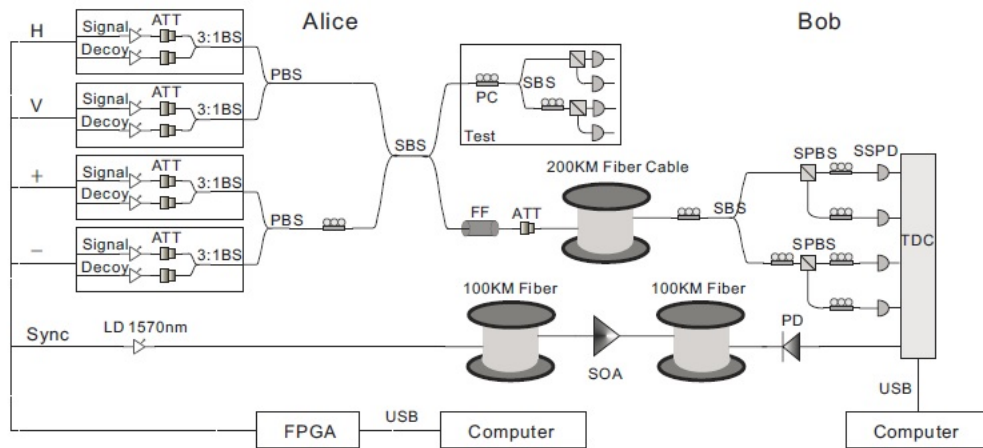 Alice
Bob
H
Signal
ATT
Decoy
3:1BS
PBS
V
Signal
ATT
Decoy
3:1BS
+
Signal
ATT
Decoy
3:1BS
PBS
−
Signal
ATT
Decoy
3:1BS
SBS
PC
SBS
Test
200KM Fiber Cable
FF
ATT
SBS
SPBS
SSPD
SPBS
TDC
Sync
LD 1570nm
100KM Fiber
SOA
100KM Fiber
PD
USB
FPGA
USB
Computer
Computer